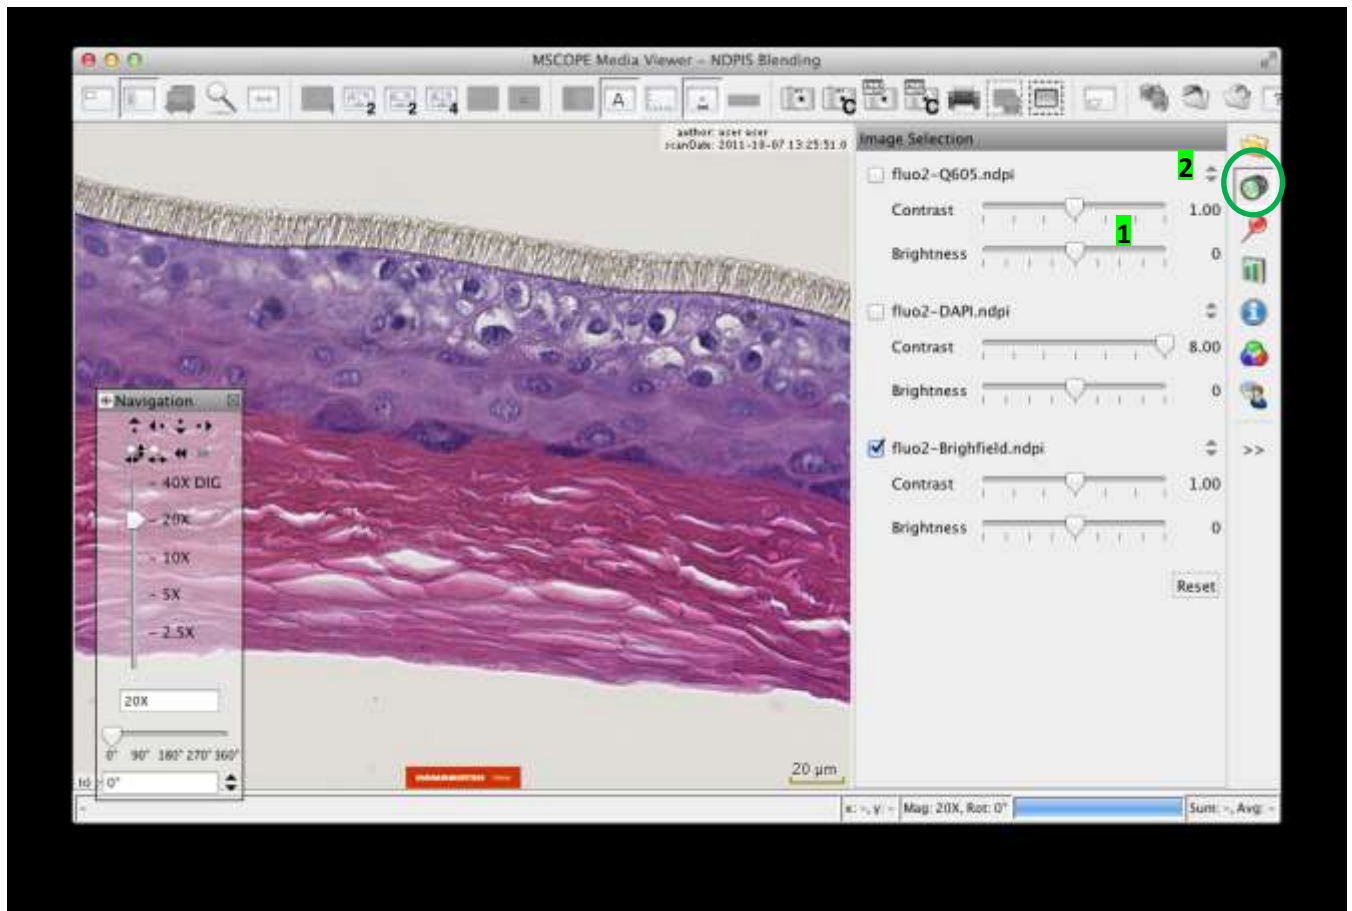 MSCOPE Media Viewer - NDPIS Blending
2 2 4 A C C ?
author: user user
scanDate: 2011-10-07 13:25:51.0
Image Selection
fluo2-Q605.ndpi
2
Contrast 1.00
1
Brightness 0
fluo2-DAPI.ndpi
Contrast 8.00
Brightness 0
fluo2-Brighfield.ndpi
>>
Contrast 1.00
Brightness 0
Reset
Navigation
- 40X DIG
- 20X
- 10X
- 5X
- 2.5X
20X
0° 90° 180° 270° 360°
0°
20 µm
-
x: -, y: - Mag: 20X, Rot: 0° Sum: -, Avg: -